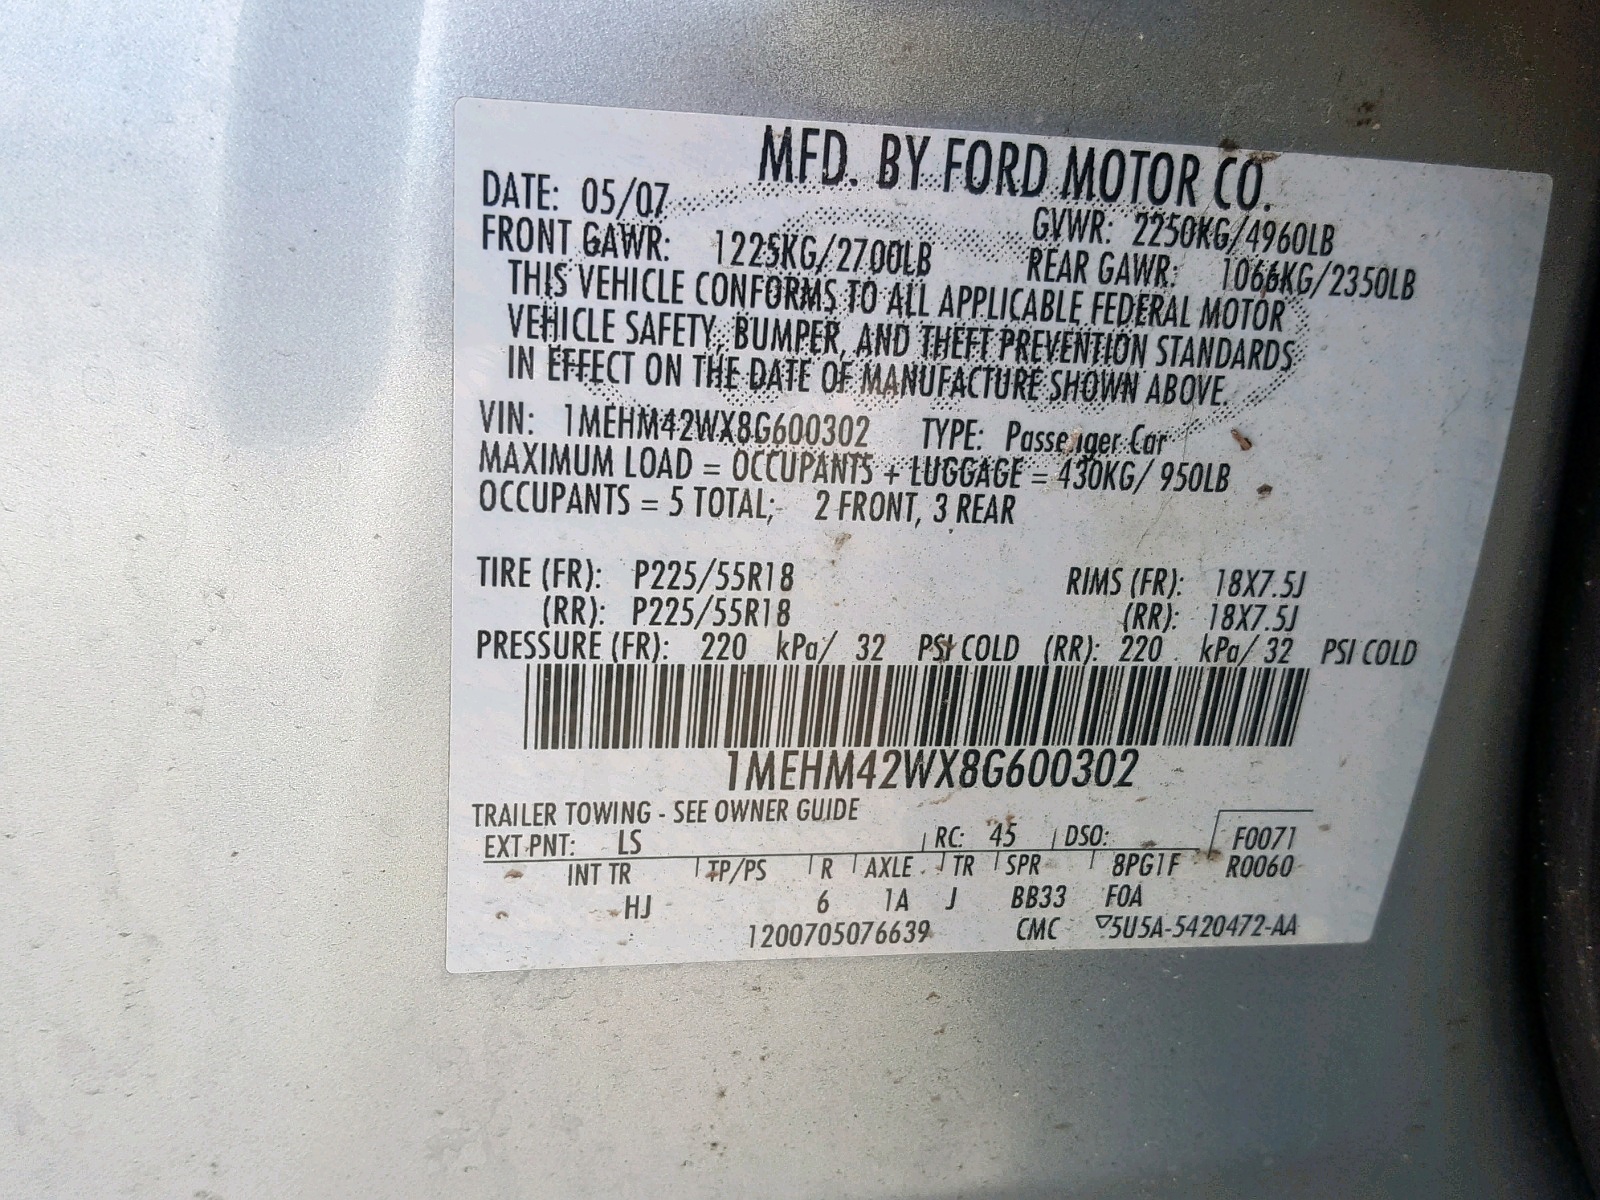 MFD. BY FORD MOTOR CO.
DATE: 05/07 GVWR: 2250KG/4960LB
FRONT GAWR: 1225KG/2700LB REAR GAWR: 1066KG/2350LB
THIS VEHICLE CONFORMS TO ALL APPLICABLE FEDERAL MOTOR
VEHICLE SAFETY, BUMPER, AND THEFT PREVENTION STANDARDS
IN EFFECT ON THE DATE OF MANUFACTURE SHOWN ABOVE.
VIN: 1MEHM42WX8G600302 TYPE: Passenger Car
MAXIMUM LOAD = OCCUPANTS + LUGGAGE = 430KG/ 950LB
OCCUPANTS = 5 TOTAL; 2 FRONT, 3 REAR
TIRE (FR): P225/55R18 RIMS (FR): 18X7.5J
(RR): P225/55R18 (RR): 18X7.5J
PRESSURE (FR): 220 kPa/ 32 PSI COLD (RR): 220 kPa/ 32 PSI COLD
1MEHM42WX8G600302
TRAILER TOWING - SEE OWNER GUIDE
EXT PNT: LS RC: 45 DSO: F0071
INT TR TP/PS R AXLE TR SPR 8PG1F R0060
HJ 6 1A J BB33 FOA
1200705076639 CMC 5U5A-5420472-AA